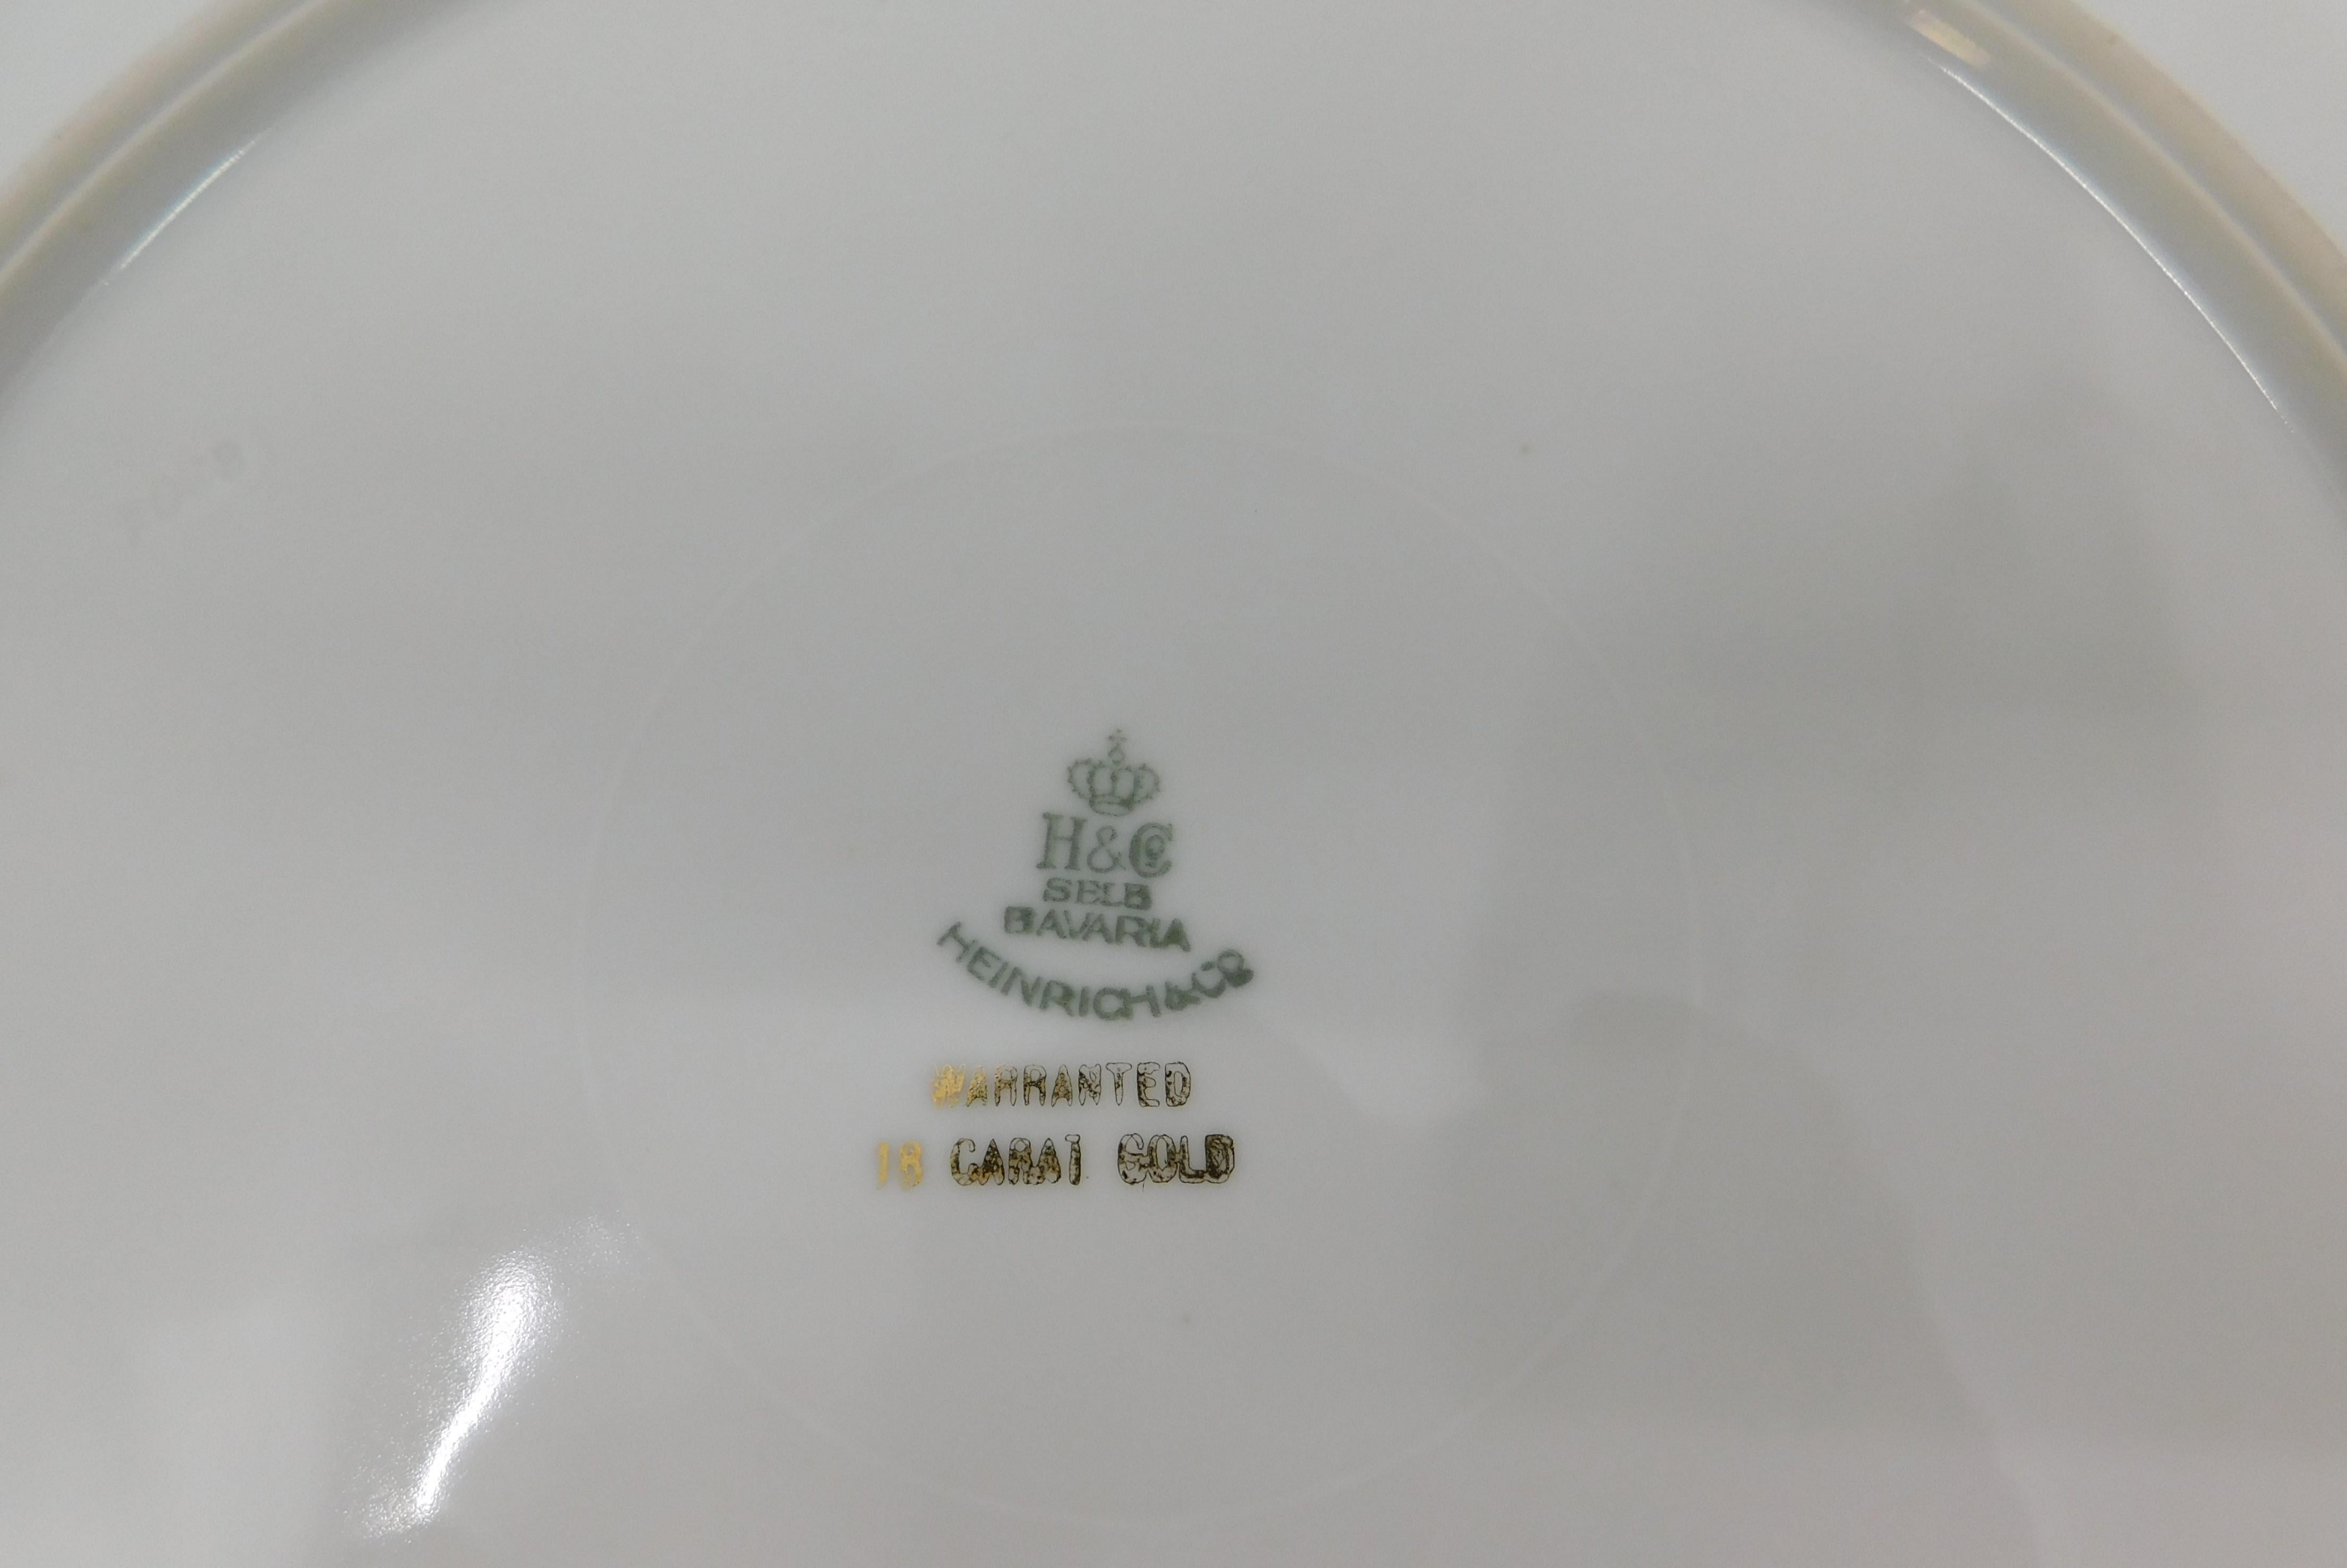 H&Co
SELB
BAVARIA
HEINRICH & Co
WARRANTED
18 CARAT GOLD